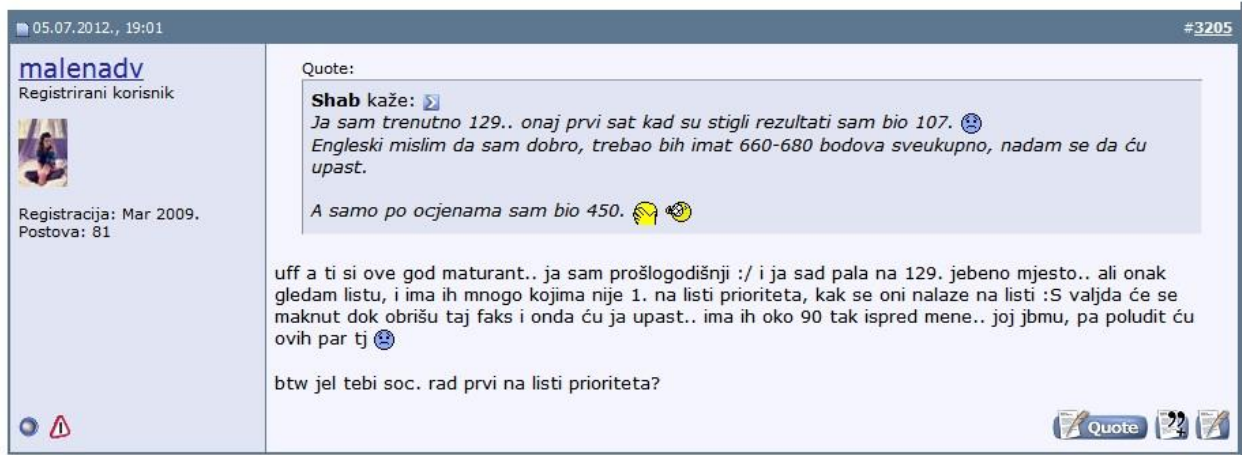 05.07.2012., 19:01
#3205
malenadv
Registrirani korisnik
Registracija: Mar 2009.
Postova: 81
Quote:
Shab kaže:
Ja sam trenutno 129.. onaj prvi sat kad su stigli rezultati sam bio 107.
Engleski mislim da sam dobro, trebao bih imat 660-680 bodova sveukupno, nadam se da ću
upast.
A samo po ocjenama sam bio 450.
uff a ti si ove god maturant.. ja sam prošlogodišnji :/ i ja sad pala na 129. jebeno mjesto.. ali onak
gledam listu, i ima ih mnogo kojima nije 1. na listi prioriteta, kak se oni nalaze na listi :S valjda će se
maknut dok obrišu taj faks i onda ću ja upast.. ima ih oko 90 tak ispred mene.. joj jbmu, pa poludit ću
ovih par tj
btw jel tebi soc. rad prvi na listi prioriteta?
Quote